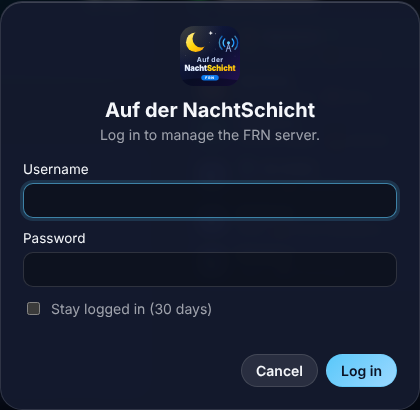 Auf der
NachtSchicht
FRN
Auf der NachtSchicht
Log in to manage the FRN server.
Username
Password
Stay logged in (30 days)
Cancel
Log in